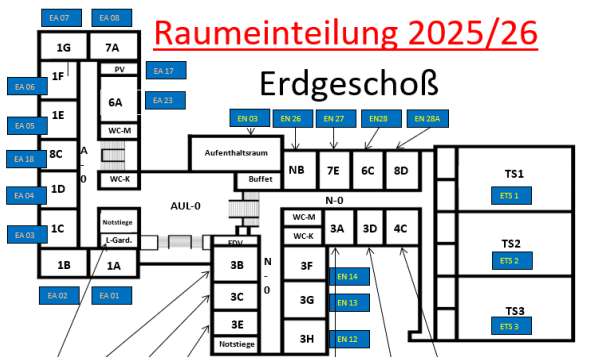 EA 07
EA 08
Raumeinteilung 2025/26
Erdgeschoß
1G
7A
PV
EA 17
1F
EA 06
6A
EA 23
1E
EA 05
WC-M
EN 03
EN 26
EN 27
EN28
EN 28A
8C
EA 18
A-0
WC-K
Aufenthaltsraum
Buffet
NB
7E
6C
8D
TS1
ETS 1
1D
EA 04
AUL-0
N-0
1C
EA 03
Notstiege
L-Gard.
WC-M
WC-K
3A
3D
4C
TS2
ETS 2
EDV
1B
1A
EA 02
EA 01
3B
N-0
3F
EN 14
3C
3G
EN 13
TS3
ETS 3
3E
Notstiege
3H
EN 12